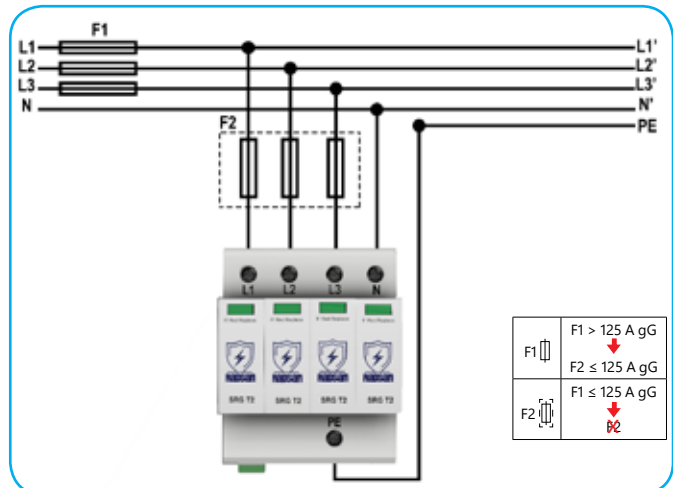 F1
L1 L1'
L2 L2'
L3 L3'
N N'
F2 PE
L1 L2 L3 N
SRG T2 SRG T2 SRG T2 SRG T2
PE
F1 F1 > 125 A gG
F2 ≤ 125 A gG
F2 F1 ≤ 125 A gG
F2